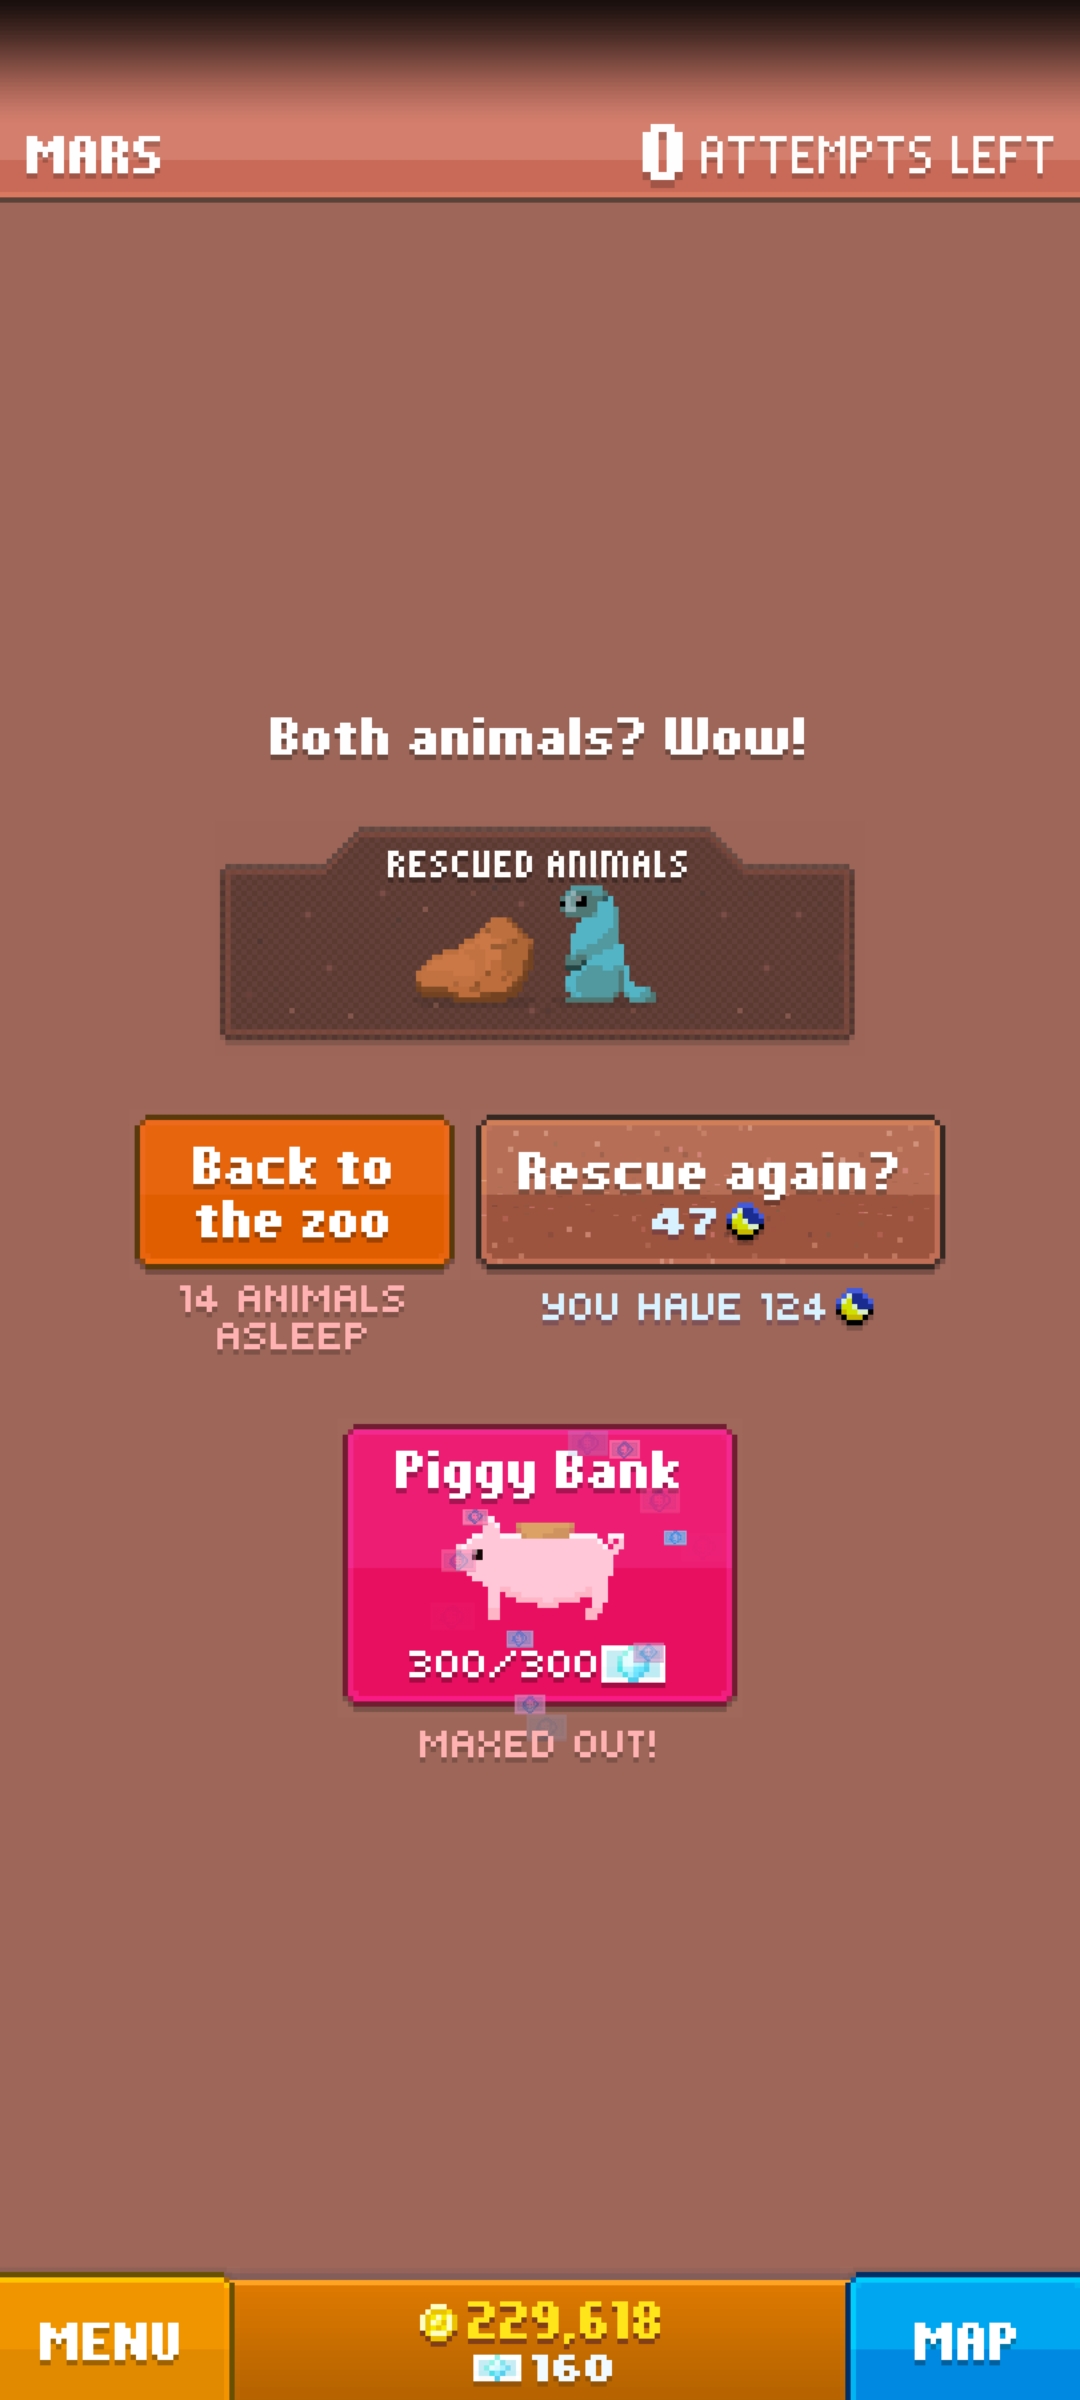 MARS
0 ATTEMPTS LEFT
Both animals? Wow!
RESCUED ANIMALS
Back to
the zoo
14 ANIMALS
ASLEEP
Rescue again?
47
YOU HAVE 124
Piggy Bank
300/300
MAXED OUT!
MENU
229,618
160
MAP